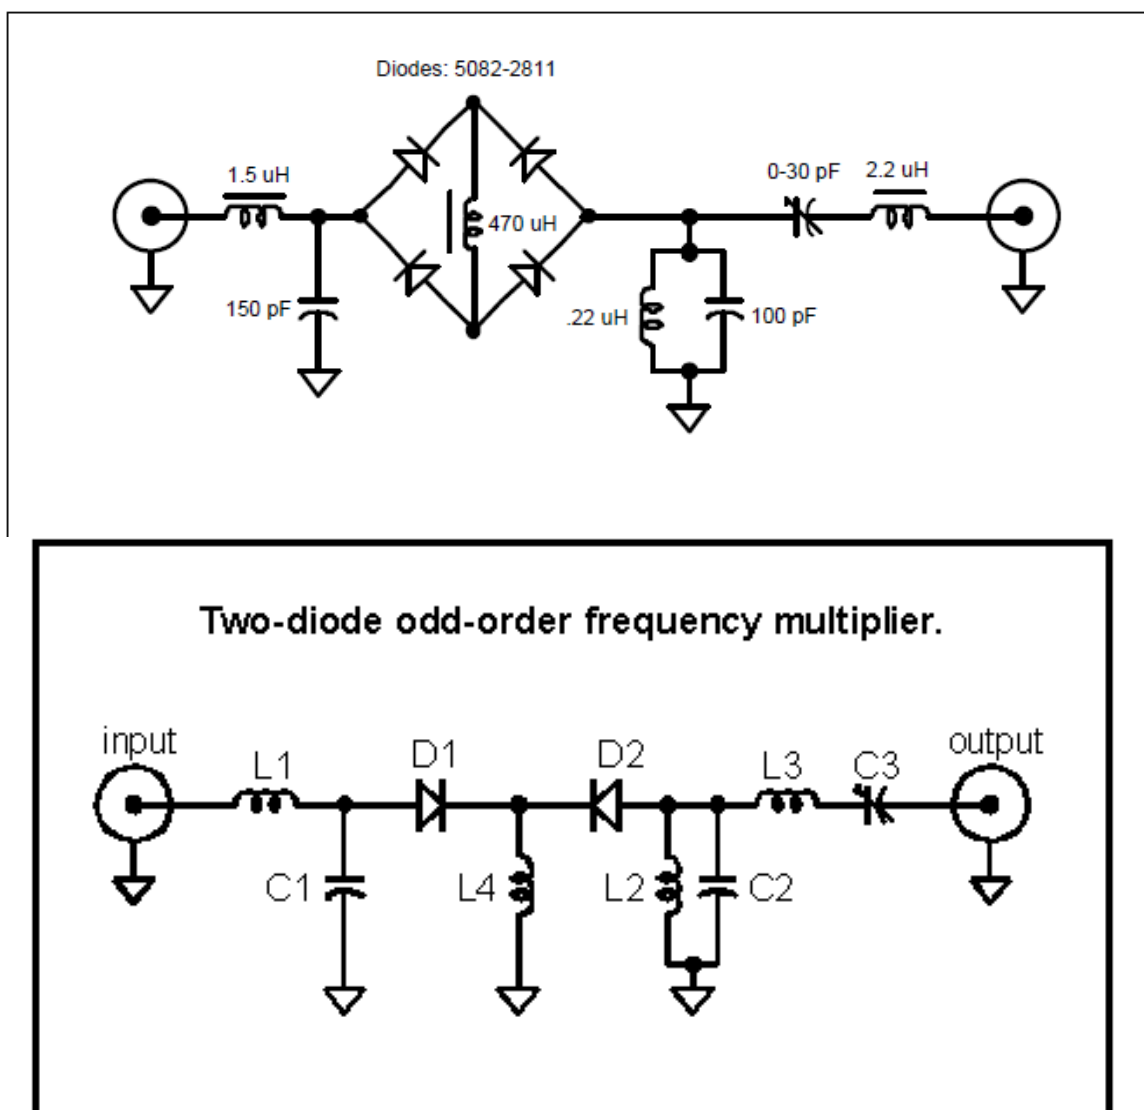 Diodes: 5082-2811
1.5 uH
0-30 pF
2.2 uH
470 uH
150 pF
.22 uH
100 pF
Two-diode odd-order frequency multiplier.
input
L1
D1
D2
L3
C3
output
C1
L4
L2
C2